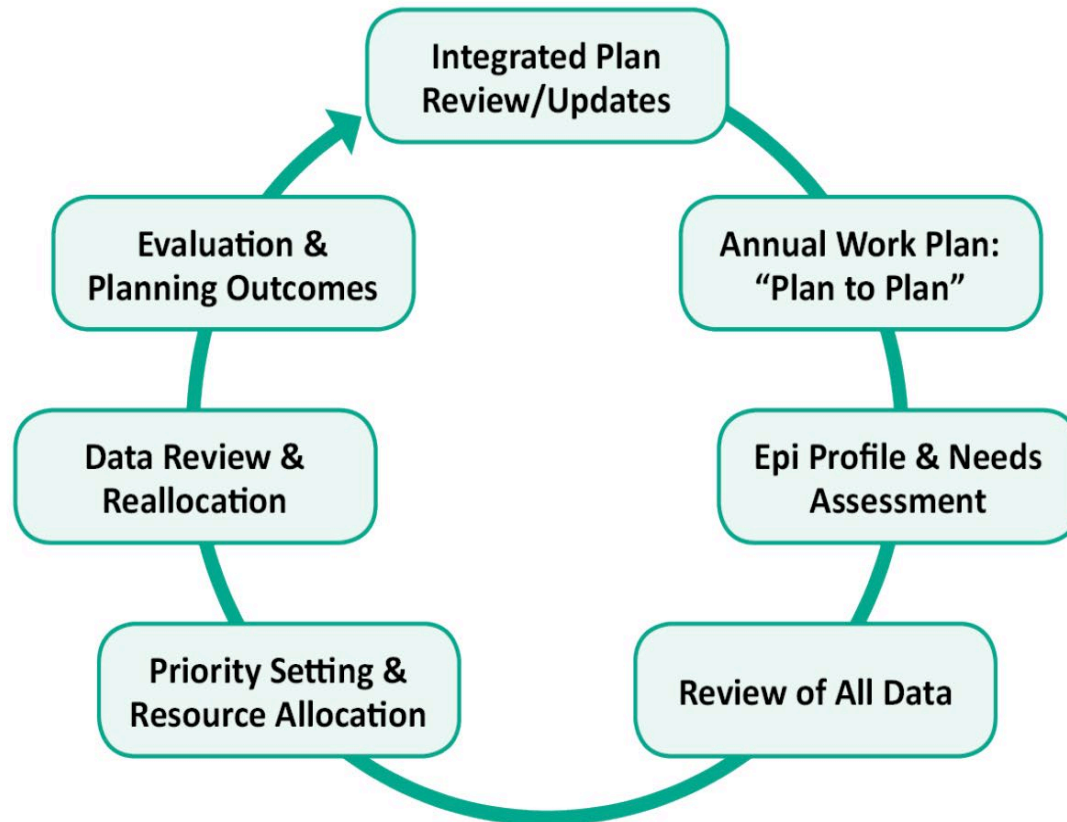 Integrated Plan
Review/Updates
Annual Work Plan:
“Plan to Plan”
Epi Profile & Needs
Assessment
Review of All Data
Priority Setting &
Resource Allocation
Data Review &
Reallocation
Evaluation &
Planning Outcomes